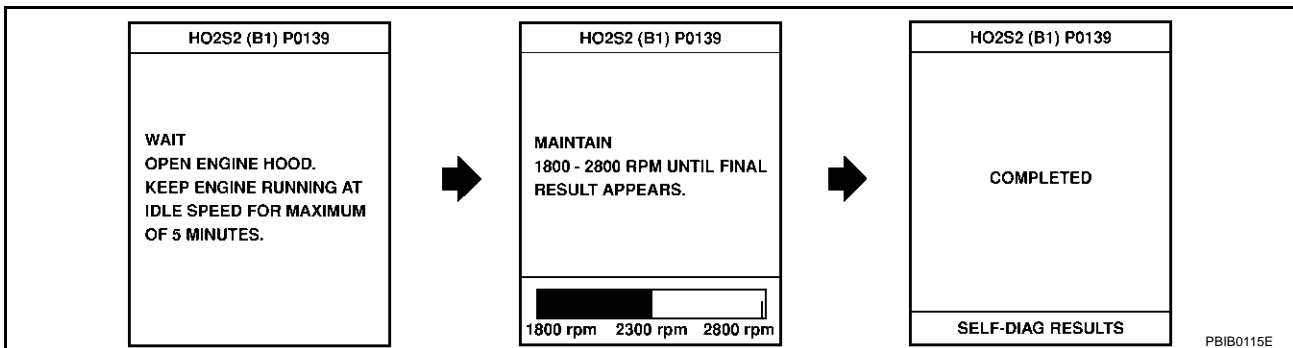 HO2S2 (B1) P0139
WAIT
OPEN ENGINE HOOD.
KEEP ENGINE RUNNING AT
IDLE SPEED FOR MAXIMUM
OF 5 MINUTES.
HO2S2 (B1) P0139
MAINTAIN
1800 - 2800 RPM UNTIL FINAL
RESULT APPEARS.
1800 rpm 2300 rpm 2800 rpm
HO2S2 (B1) P0139
COMPLETED
SELF-DIAG RESULTS
PBIB0115E